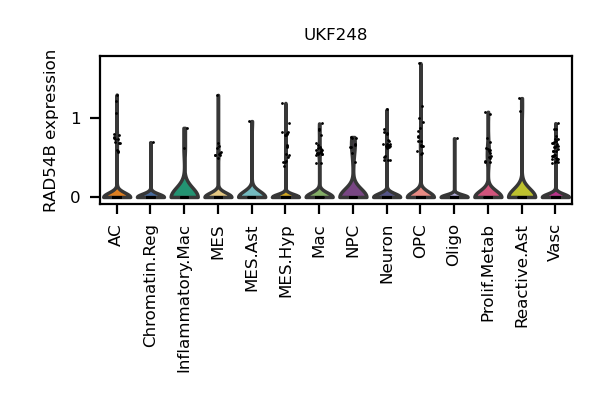 UKF248
RAD54B expression
1
0
AC
Chromatin.Reg
Inflammatory.Mac
MES
MES.Ast
MES.Hyp
Mac
NPC
Neuron
OPC
Oligo
Prolif.Metab
Reactive.Ast
Vasc